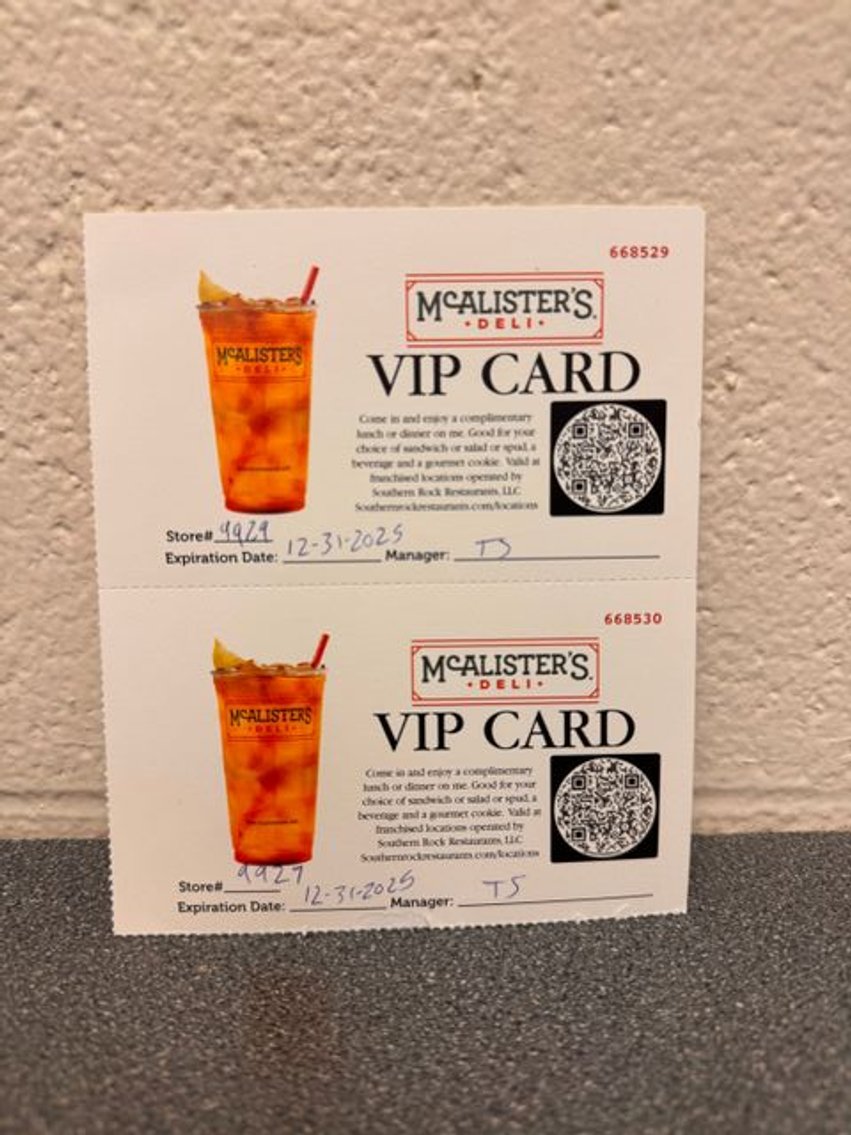 668529
McALISTER'S
DELI
McALISTER'S
DELI
VIP CARD
Come in and enjoy a complimentary
lunch or dinner on me. Good for your
choice of sandwich or salad or spud, a
beverage and a gourmet cookie. Valid at
franchised locations operated by
Southern Rock Restaurants, LLC
Southernrockrestaurants.com/locations
Store#
Expiration Date: 12-31-2025 Manager: TS
668530
McALISTER'S
DELI
McALISTER'S
DELI
VIP CARD
Come in and enjoy a complimentary
lunch or dinner on me. Good for your
choice of sandwich or salad or spud, a
beverage and a gourmet cookie. Valid at
franchised locations operated by
Southern Rock Restaurants, LLC
Southernrockrestaurants.com/locations
Store# 9927
Expiration Date: 12-31-2025 Manager: TS